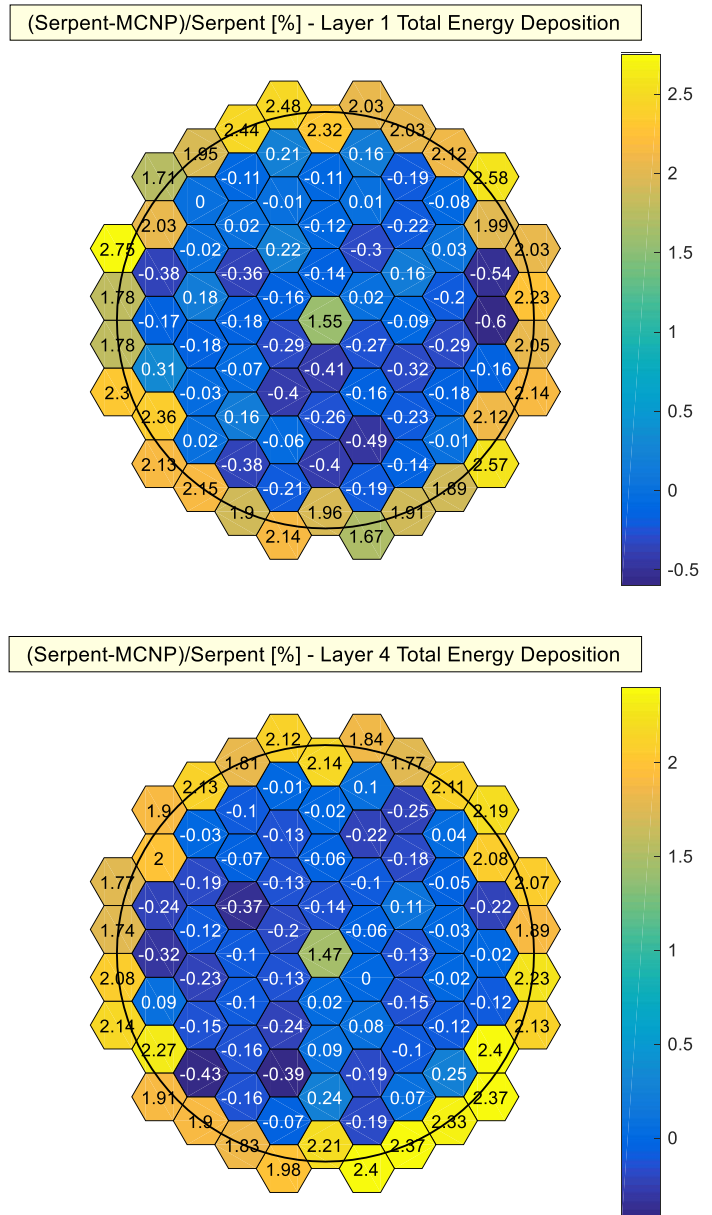 (Serpent-MCNP)/Serpent [%] - Layer 1 Total Energy Deposition
2.48 2.03
2.44 2.32 2.03
1.95 0.21 0.16 2.12
1.71 -0.11 -0.11 -0.19 2.58
0 -0.01 0.01 -0.08
2.03 0.02 -0.12 -0.22 1.99
2.75 -0.02 0.22 -0.3 0.03 2.03
-0.38 -0.36 -0.14 0.16 -0.54
1.78 0.18 -0.16 0.02 -0.2 2.23
-0.17 -0.18 1.55 -0.09 -0.6
1.78 -0.18 -0.29 -0.27 -0.29 2.05
0.31 -0.07 -0.41 -0.32 -0.16
2.3 -0.03 -0.4 -0.16 -0.18 2.14
2.36 0.16 -0.26 -0.23 2.12
0.02 -0.06 -0.49 -0.01
2.13 -0.38 -0.4 -0.14 2.57
2.15 -0.21 -0.19 1.89
1.9 1.96 1.91
2.14 1.67
2.5
2
1.5
1
0.5
0
-0.5
(Serpent-MCNP)/Serpent [%] - Layer 4 Total Energy Deposition
2.12 1.84
1.81 2.14 1.77
2.13 -0.01 0.1 2.11
1.9 -0.1 -0.02 -0.25 2.19
-0.03 -0.13 -0.22 0.04
2 -0.07 -0.06 -0.18 2.08
1.77 -0.19 -0.13 -0.1 -0.05 2.07
-0.24 -0.37 -0.14 0.11 -0.22
1.74 -0.12 -0.2 -0.06 -0.03 1.89
-0.32 -0.1 1.47 -0.13 -0.02
2.08 -0.23 -0.13 0 -0.02 2.23
0.09 -0.1 0.02 -0.15 -0.12
2.14 -0.15 -0.24 0.08 -0.12 2.13
2.27 -0.16 0.09 -0.1 2.4
-0.43 -0.39 -0.19 0.25
1.91 -0.16 0.24 0.07 2.37
1.9 -0.07 -0.19 2.33
1.83 2.21 2.37
1.98 2.4
2
1.5
1
0.5
0